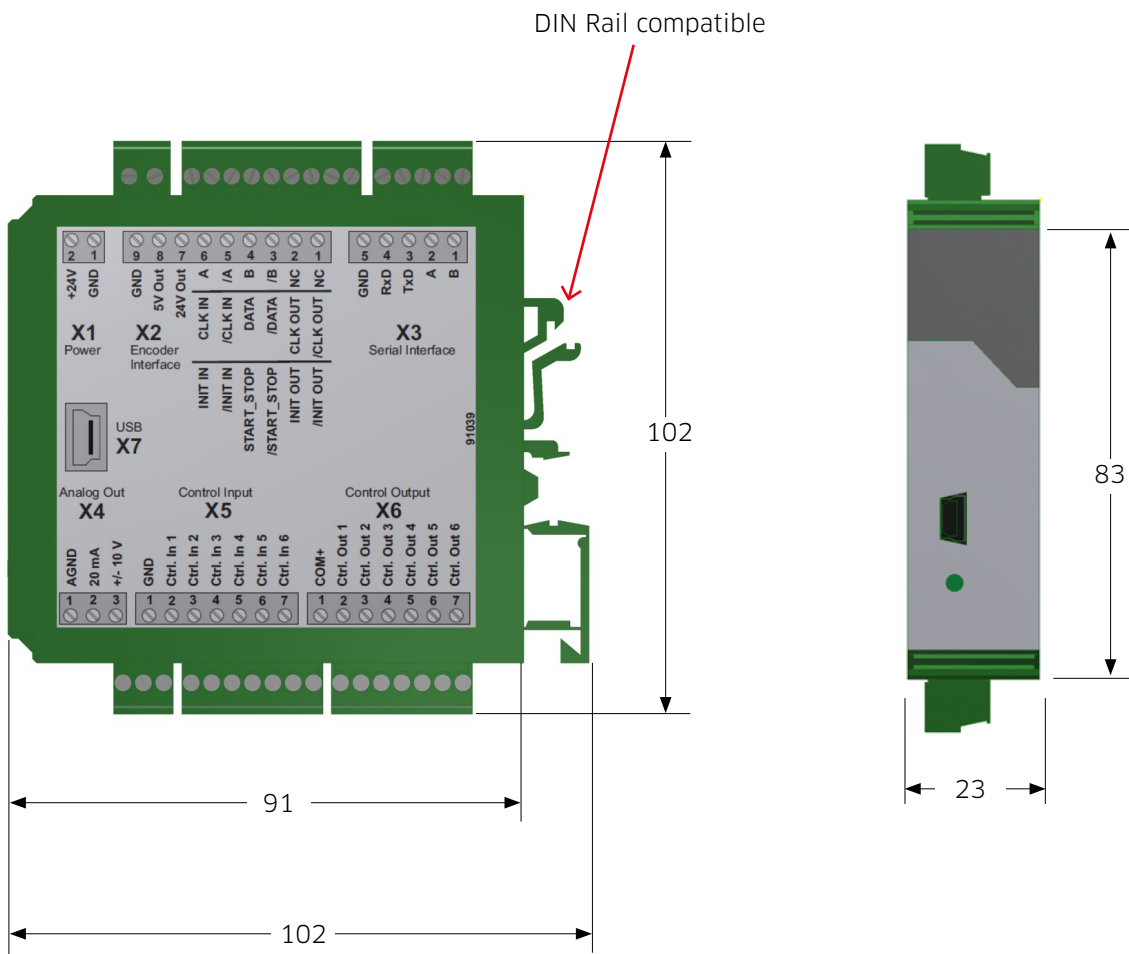 DIN Rail compatible
2 1
+24V GND
X1
Power
9 8 7 6 5 4 3 2 1
GND 5V Out 24V Out A /A B /B NC NC
CLK IN /CLK IN DATA /DATA CLK OUT /CLK OUT
INIT IN /INIT IN START_STOP /START_STOP INIT OUT /INIT OUT
X2
Encoder
Interface
5 4 3 2 1
GND RxD TxD A B
X3
Serial Interface
USB
X7
91039
Analog Out
X4
AGND 20 mA +/- 10 V
1 2 3
Control Input
X5
GND Ctrl. In 1 Ctrl. In 2 Ctrl. In 3 Ctrl. In 4 Ctrl. In 5 Ctrl. In 6
1 2 3 4 5 6 7
Control Output
X6
COM+ Ctrl. Out 1 Ctrl. Out 2 Ctrl. Out 3 Ctrl. Out 4 Ctrl. Out 5 Ctrl. Out 6
1 2 3 4 5 6 7
102
91
102
83
23